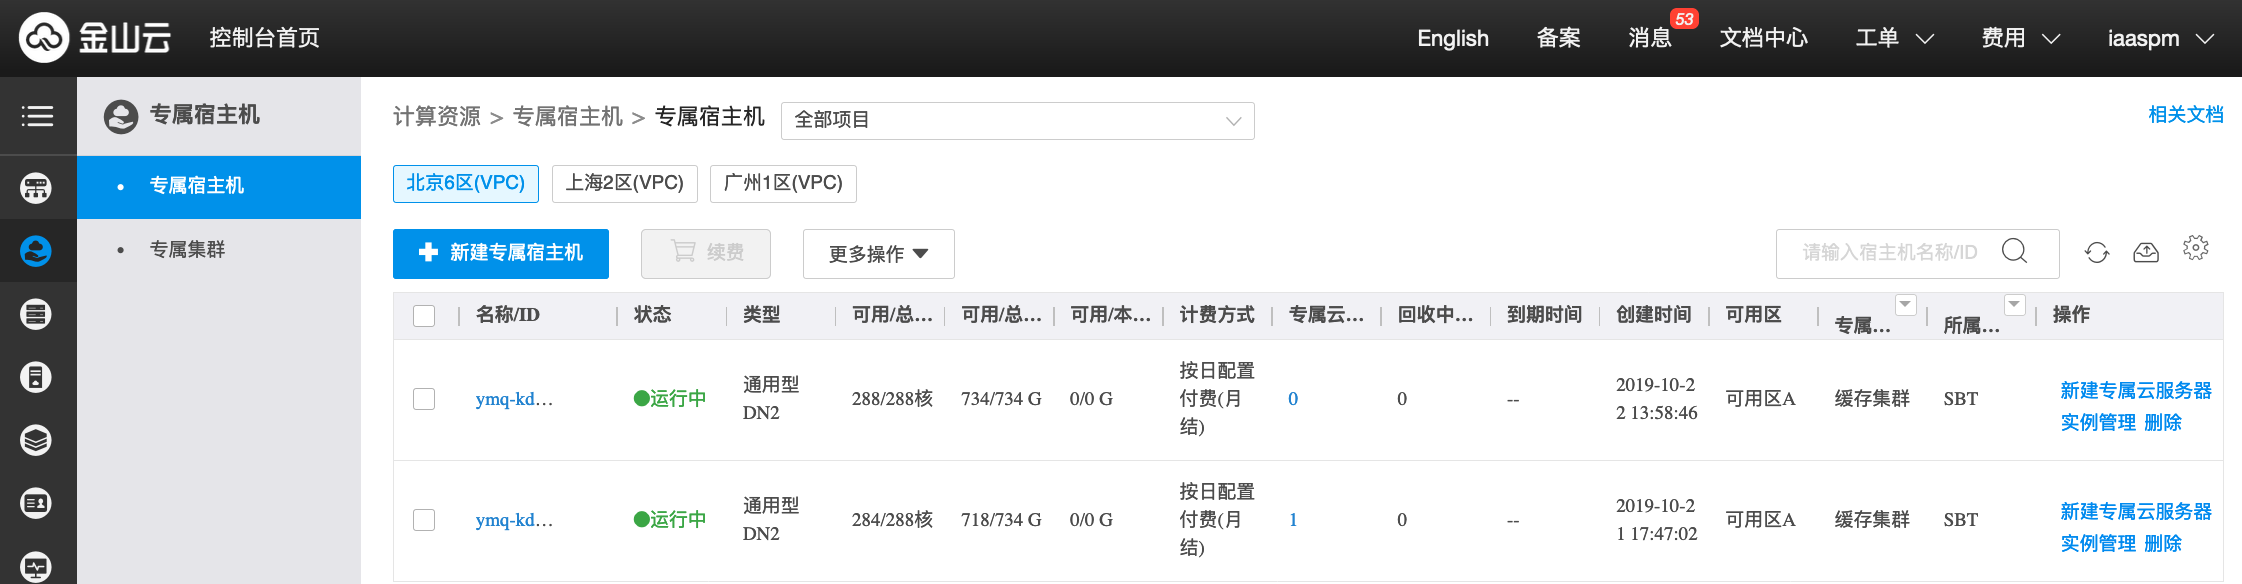 金山云 控制台首页 English 备案 消息 53 文档中心 工单 费用 iaaspm
专属宿主机
专属宿主机
专属集群
计算资源 > 专属宿主机 > 专属宿主机 全部项目 相关文档
北京6区(VPC) 上海2区(VPC) 广州1区(VPC)
新建专属宿主机 续费 更多操作 请输入宿主机名称/ID
名称/ID 状态 类型 可用/总... 可用/总... 可用/本... 计费方式 专属云... 回收中... 到期时间 创建时间 可用区 专属... 所属... 操作
ymq-kd... 运行中 通用型 DN2 288/288核 734/734 G 0/0 G 按日配置付费(月结) 0 0 -- 2019-10-22 13:58:46 可用区A 缓存集群 SBT 新建专属云服务器 实例管理 删除
ymq-kd... 运行中 通用型 DN2 284/288核 718/734 G 0/0 G 按日配置付费(月结) 1 0 -- 2019-10-21 17:47:02 可用区A 缓存集群 SBT 新建专属云服务器 实例管理 删除